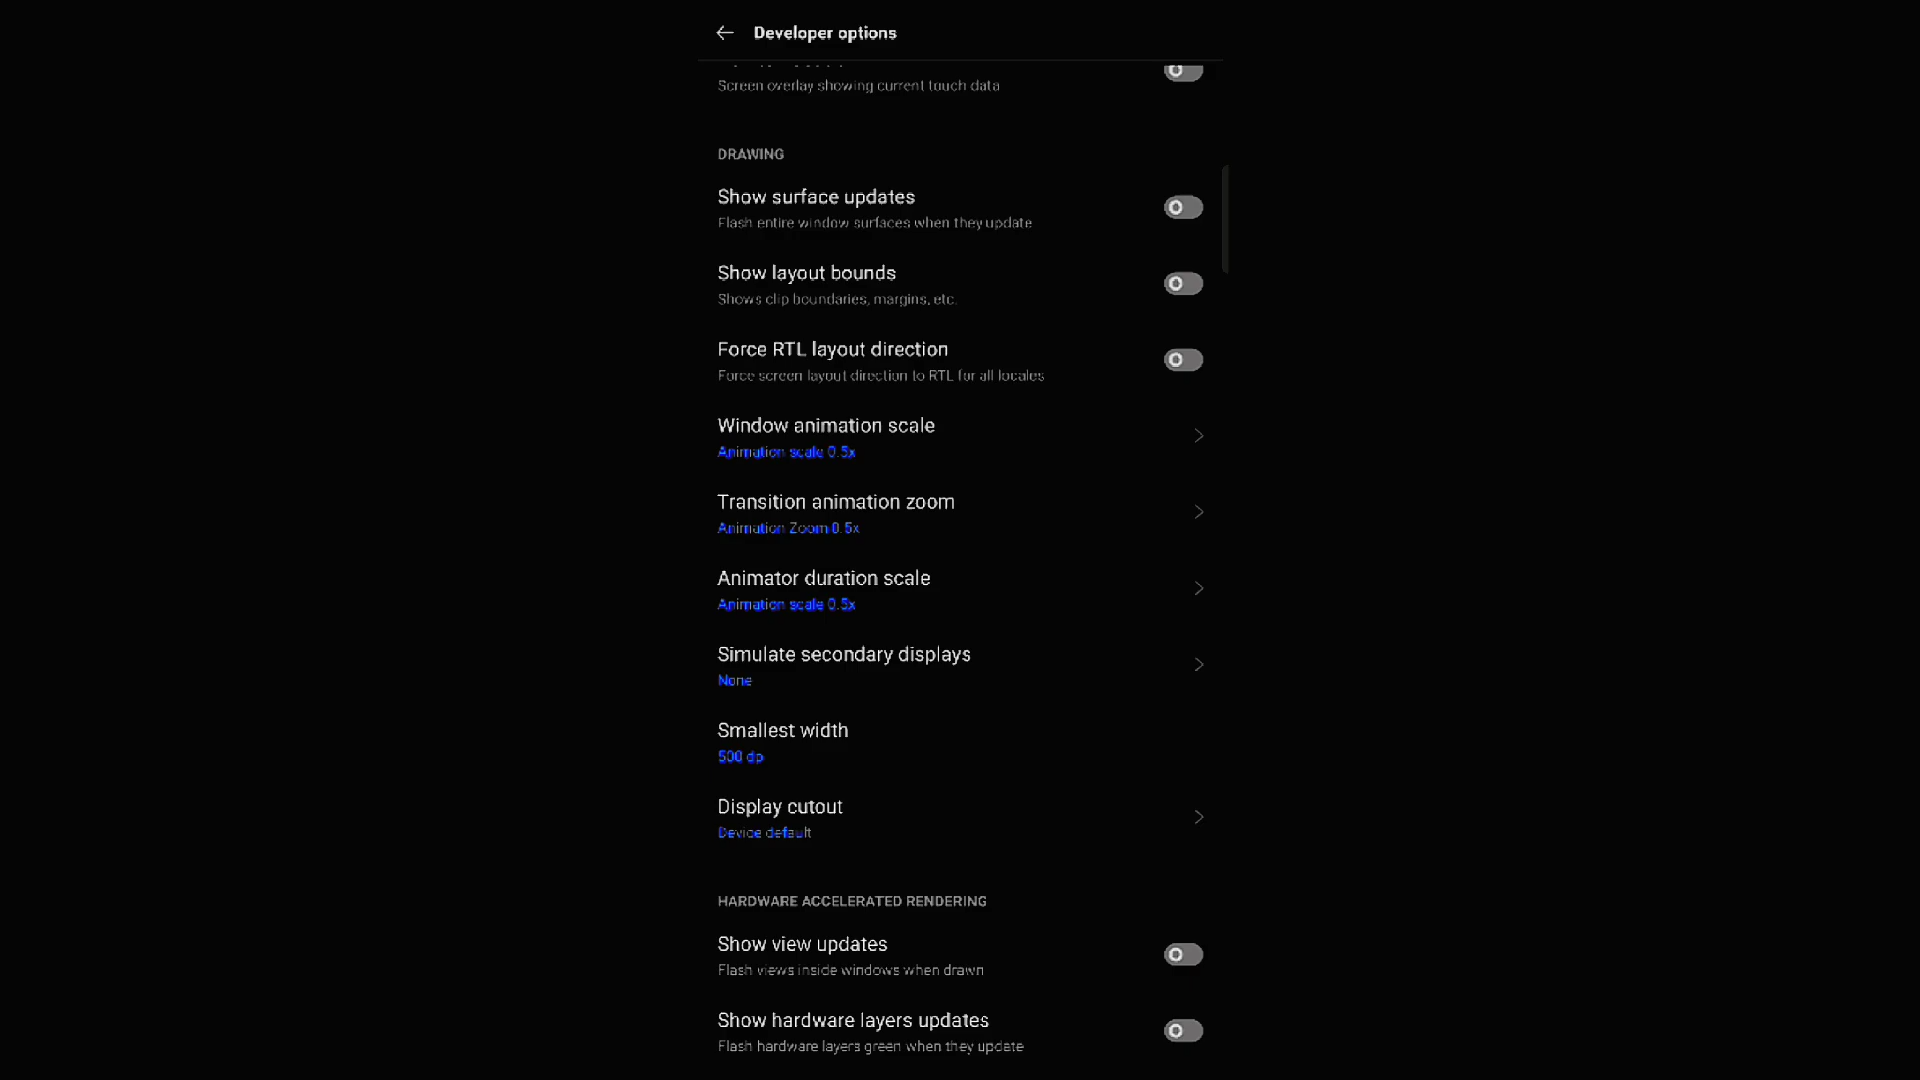 Developer options
Screen overlay showing current touch data
DRAWING
Show surface updates
Flash entire window surfaces when they update
Show layout bounds
Shows clip boundaries, margins, etc.
Force RTL layout direction
Force screen layout direction to RTL for all locales
Window animation scale
Animation scale 0.5x
Transition animation zoom
Animation Zoom 0.5x
Animator duration scale
Animation scale 0.5x
Simulate secondary displays
None
Smallest width
500 dp
Display cutout
Device default
HARDWARE ACCELERATED RENDERING
Show view updates
Flash views inside windows when drawn
Show hardware layers updates
Flash hardware layers green when they update